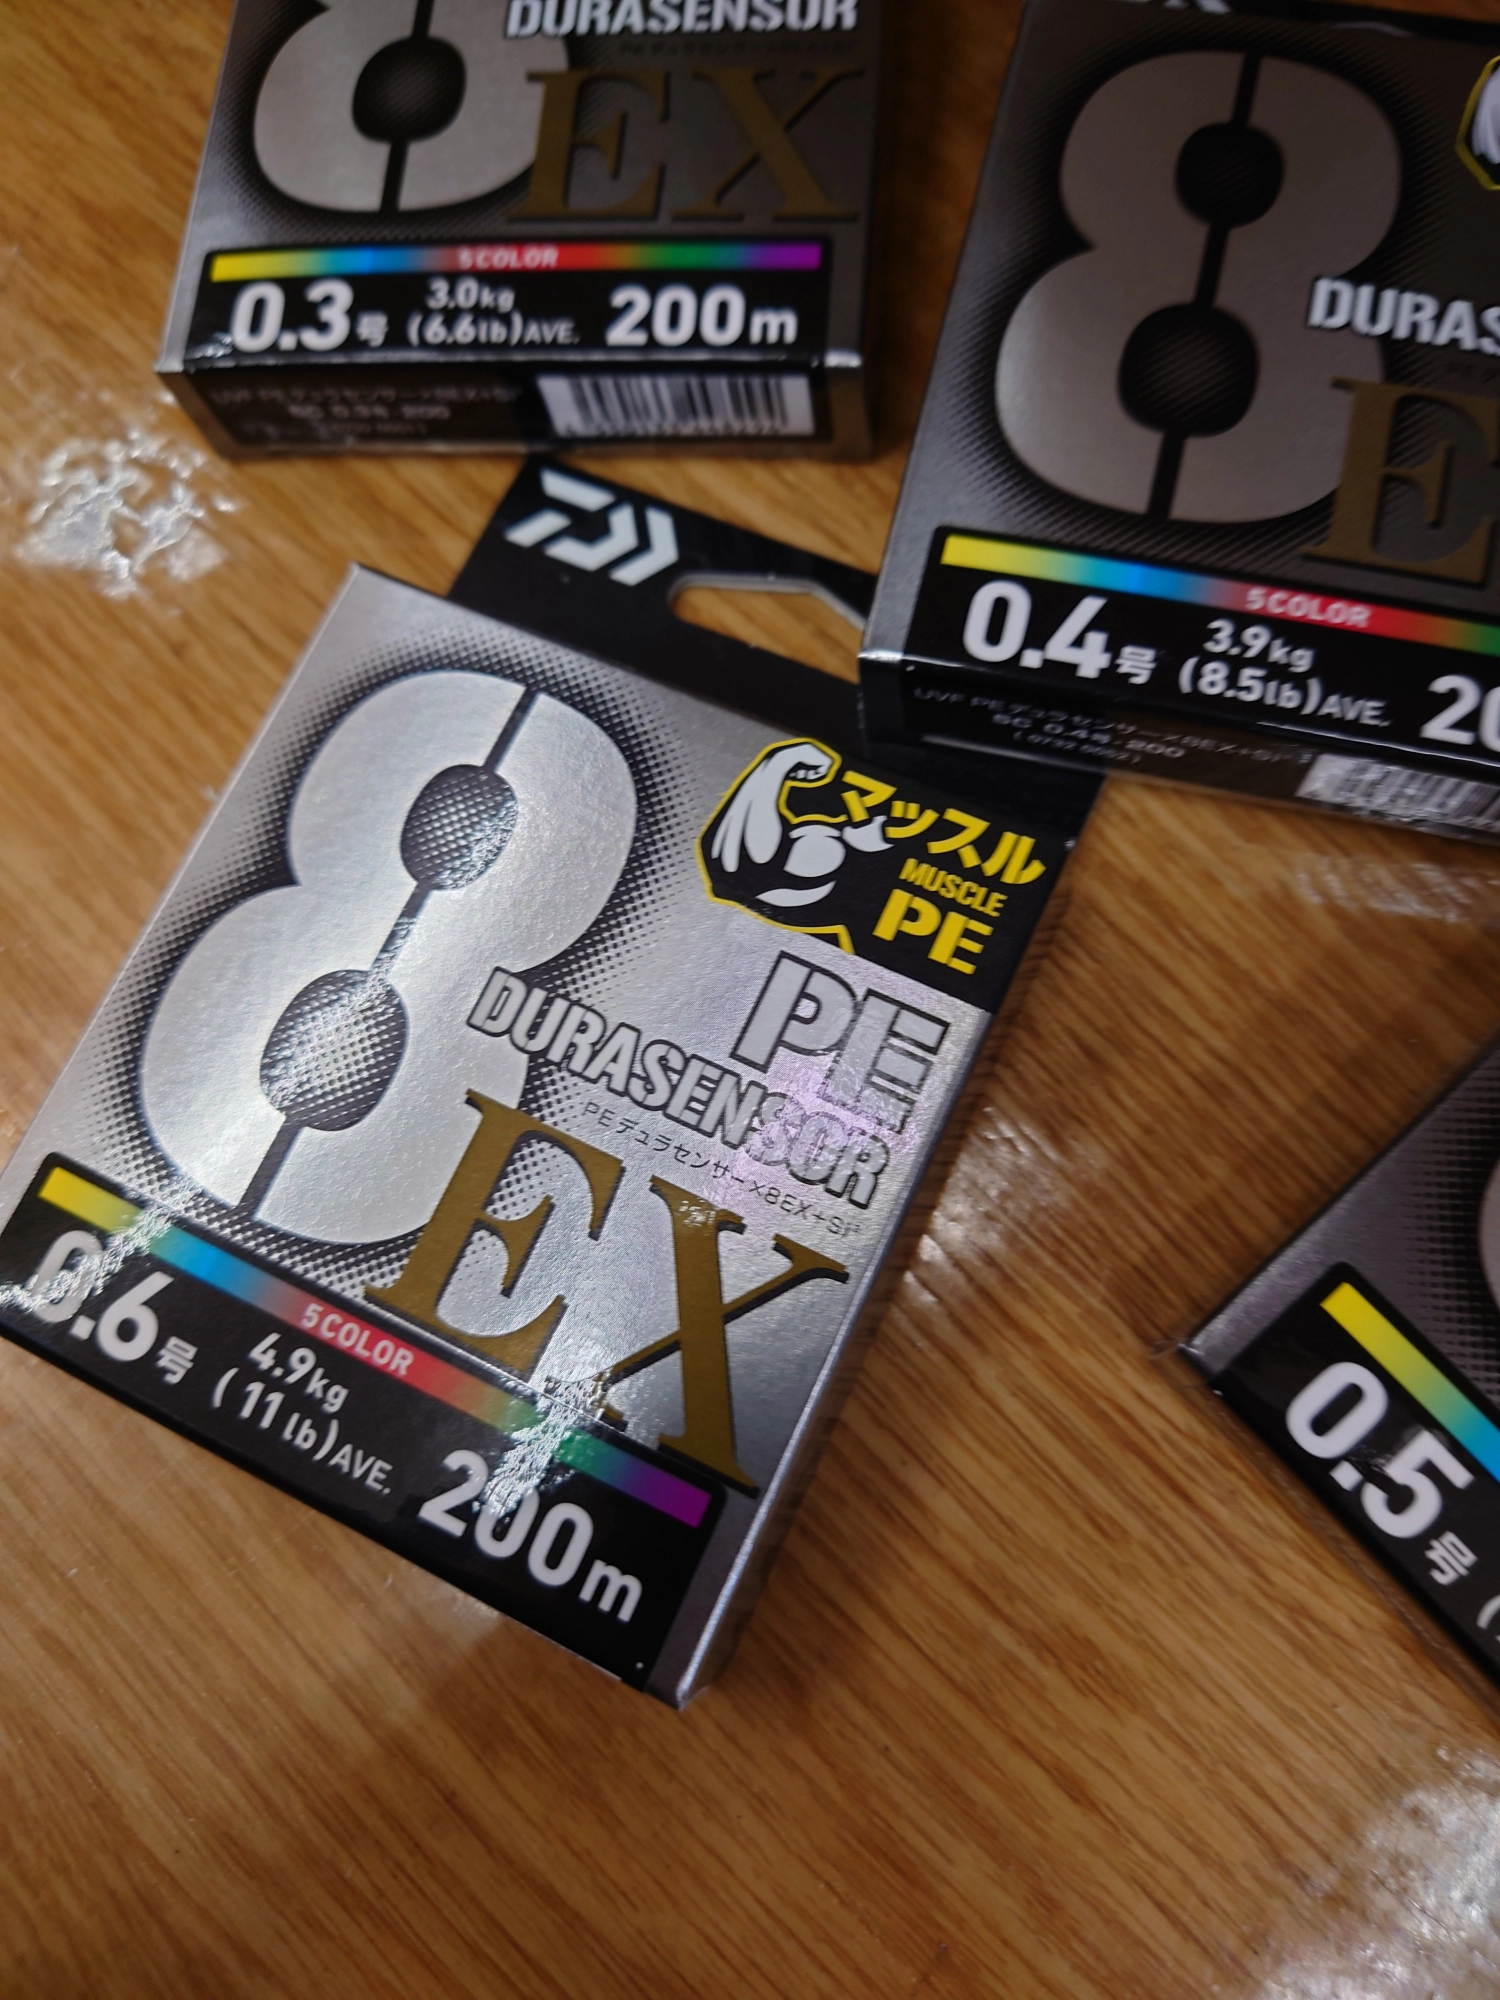 8
DURASENSOR
EX
5COLOR
0.3号 3.0kg (6.6lb)AVE. 200m
8
EX
5COLOR
0.4号 3.9kg (8.5lb)AVE.
8
マッスル
MUSCLE
PE
PE
DURASENSOR
PEデュラセンサー×8EX+Si²
EX
5COLOR
0.6号 4.9kg (11lb)AVE. 200m
0.5号